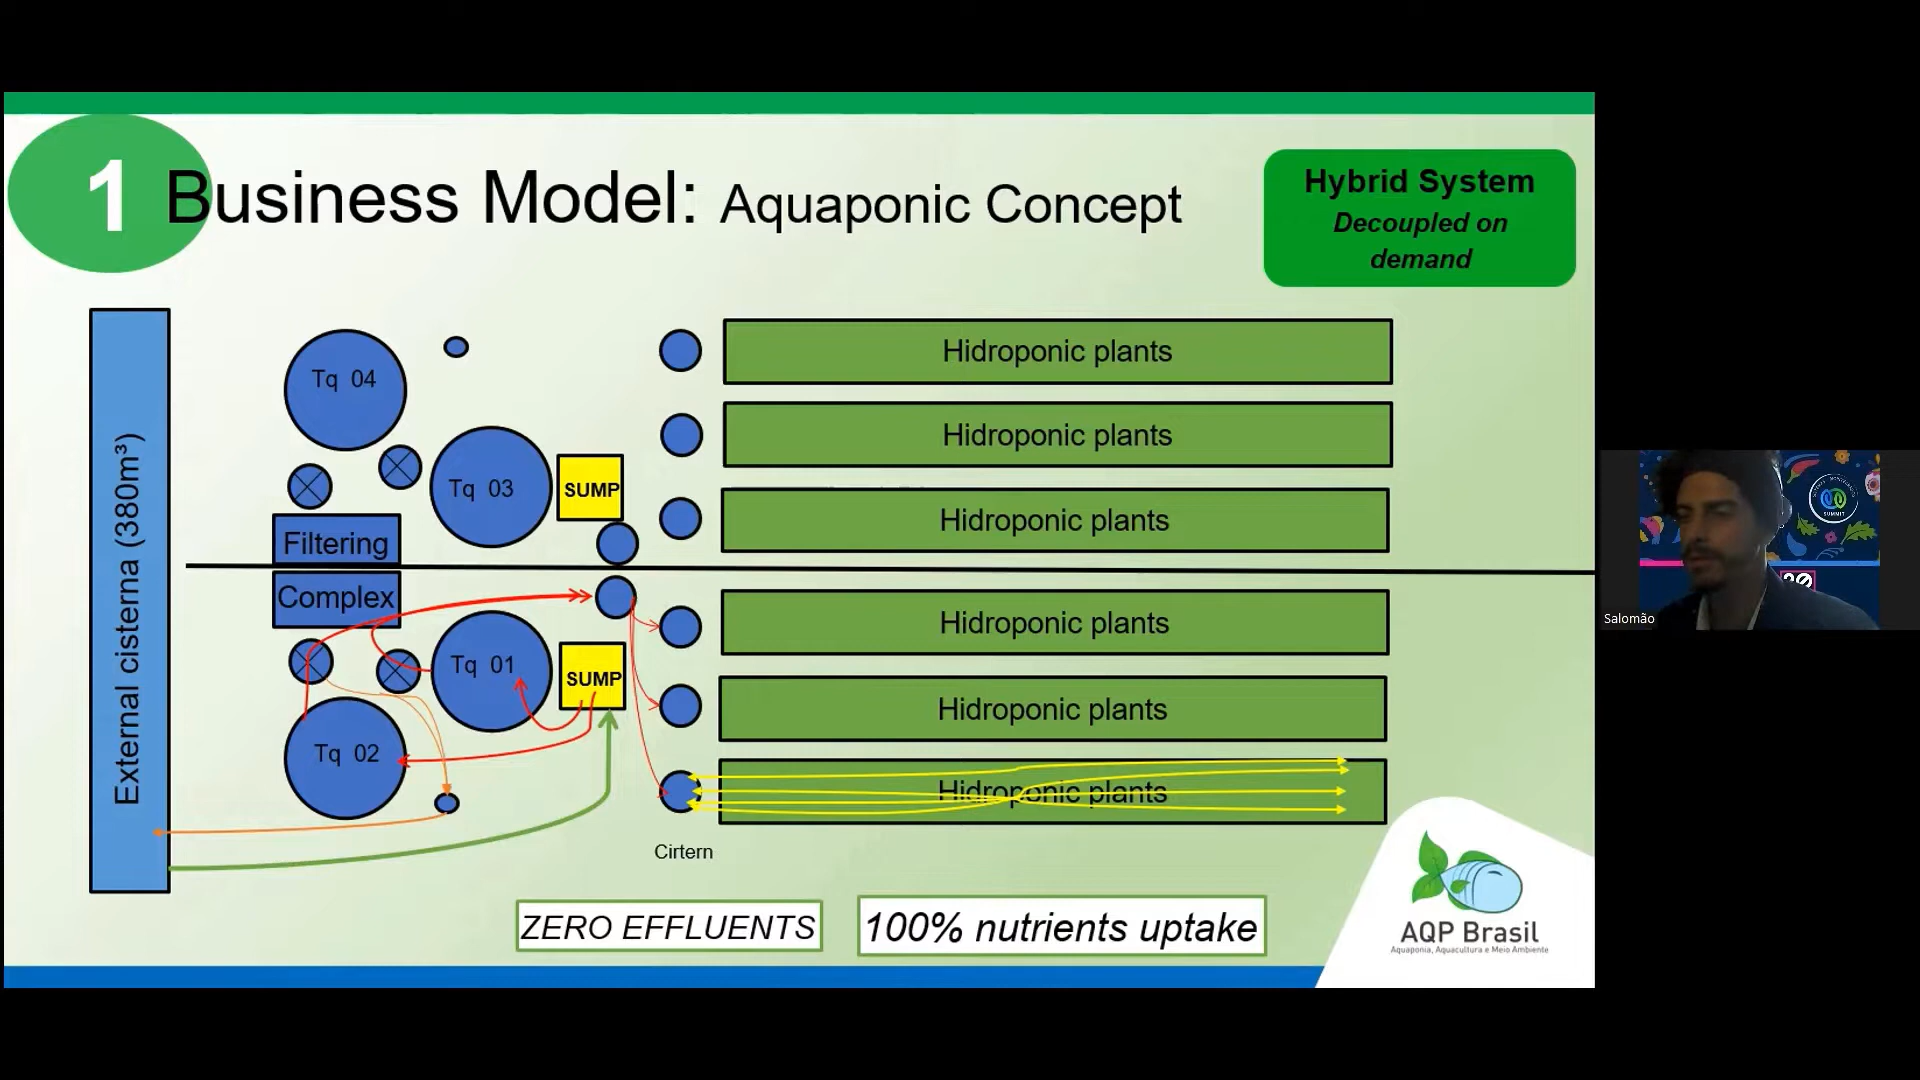 1
Business Model: Aquaponic Concept
Hybrid System
Decoupled on
demand
External cisterna (380m³)
Tq 04
Tq 03
SUMP
Filtering
Complex
Tq 01
SUMP
Tq 02
Hidroponic plants
Hidroponic plants
Hidroponic plants
Hidroponic plants
Hidroponic plants
Hidroponic plants
Cirtern
ZERO EFFLUENTS
100% nutrients uptake
AQP Brasil
Aquaponia, Aquacultura e Meio Ambiente
SUMMIT
Salomão